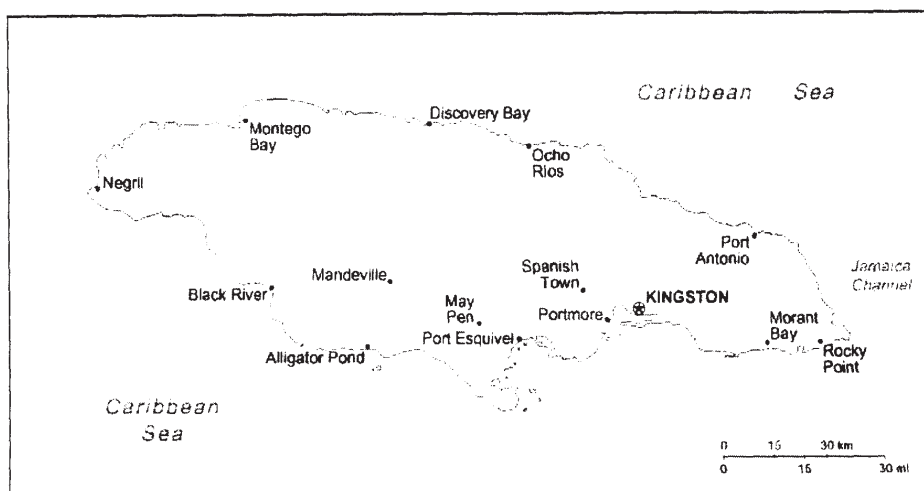 Caribbean Sea
Discovery Bay
Montego
Bay
Ocho
Rios
Negril
Port
Antonio
Jamaica
Channel
Spanish
Town
Mandeville
Black River
KINGSTON
May
Pen
Portmore
Port Esquivel
Morant
Bay
Alligator Pond
Rocky
Point
Caribbean
Sea
0 15 30 km
0 15 30 mi